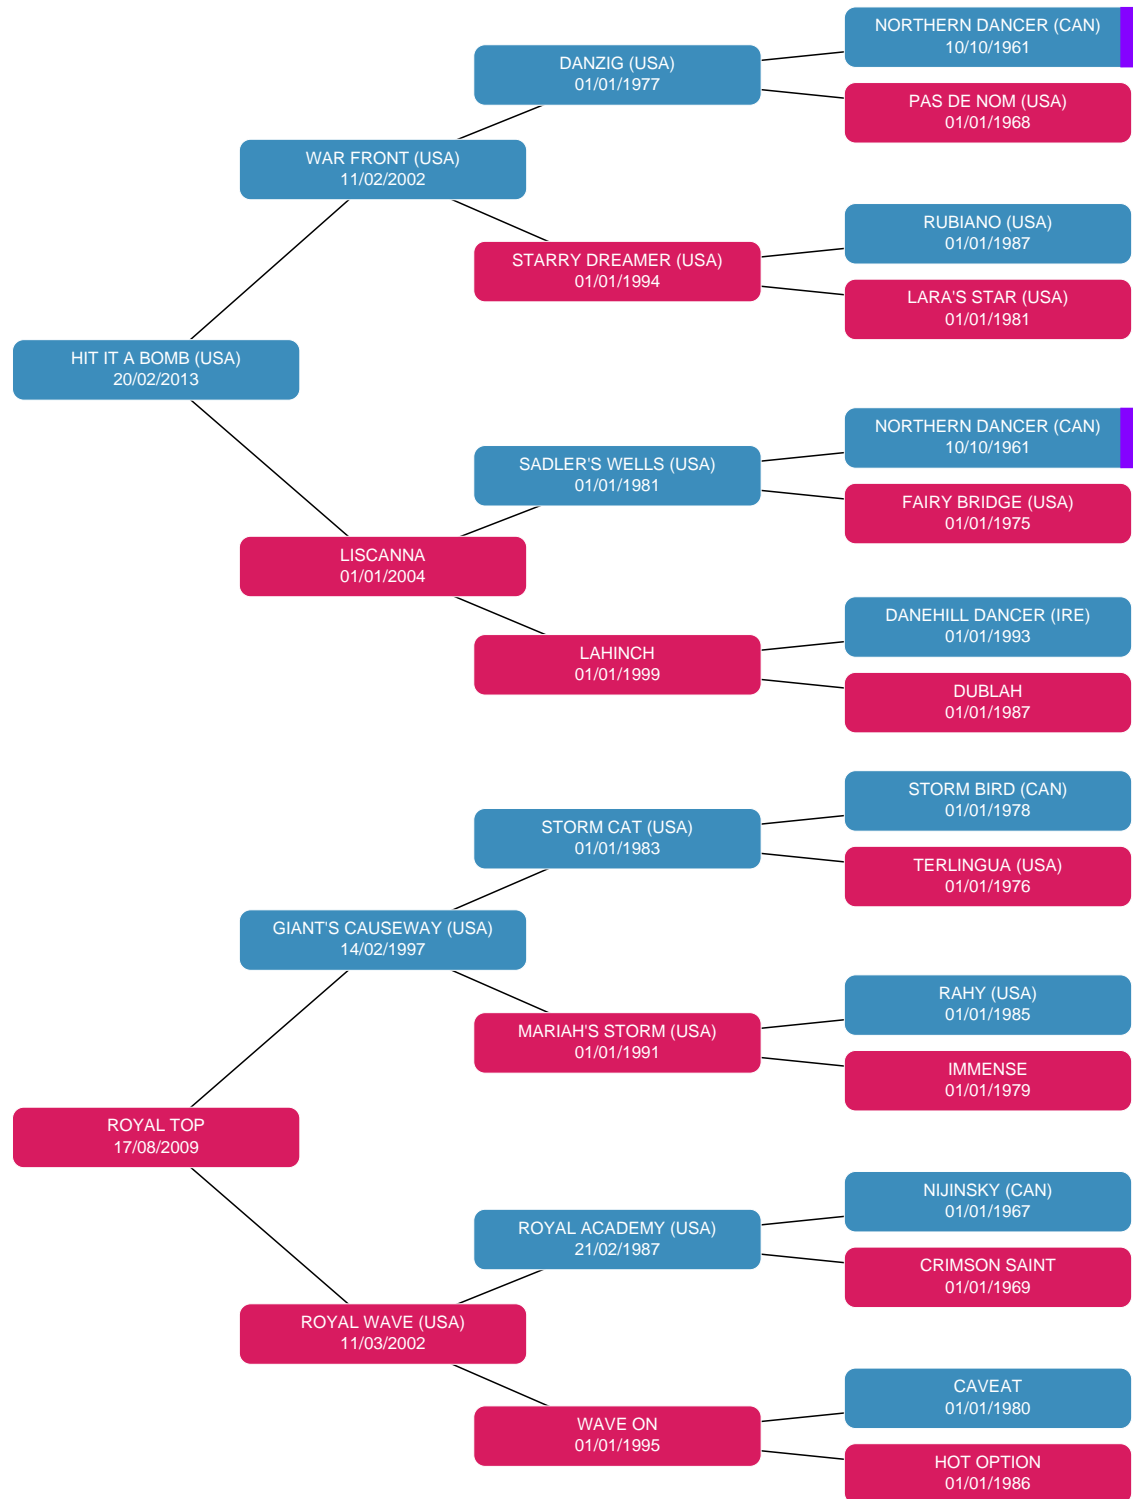 NORTHERN DANCER (CAN)
10/10/1961
DANZIG (USA)
01/01/1977
PAS DE NOM (USA)
01/01/1968
WAR FRONT (USA)
11/02/2002
RUBIANO (USA)
01/01/1987
STARRY DREAMER (USA)
01/01/1994
LARA'S STAR (USA)
01/01/1981
HIT IT A BOMB (USA)
20/02/2013
NORTHERN DANCER (CAN)
10/10/1961
SADLER'S WELLS (USA)
01/01/1981
FAIRY BRIDGE (USA)
01/01/1975
LISCANNA
01/01/2004
DANEHILL DANCER (IRE)
01/01/1993
LAHINCH
01/01/1999
DUBLAH
01/01/1987
STORM BIRD (CAN)
01/01/1978
STORM CAT (USA)
01/01/1983
TERLINGUA (USA)
01/01/1976
GIANT'S CAUSEWAY (USA)
14/02/1997
RAHY (USA)
01/01/1985
MARIAH'S STORM (USA)
01/01/1991
IMMENSE
01/01/1979
ROYAL TOP
17/08/2009
NIJINSKY (CAN)
01/01/1967
ROYAL ACADEMY (USA)
21/02/1987
CRIMSON SAINT
01/01/1969
ROYAL WAVE (USA)
11/03/2002
CAVEAT
01/01/1980
WAVE ON
01/01/1995
HOT OPTION
01/01/1986